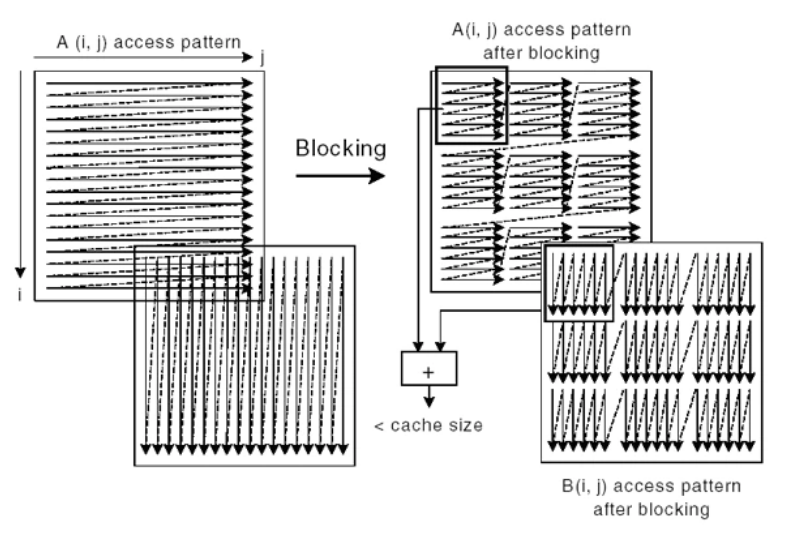 A (i, j) access pattern
j
i
Blocking
A(i, j) access pattern
after blocking
+
< cache size
B(i, j) access pattern
after blocking